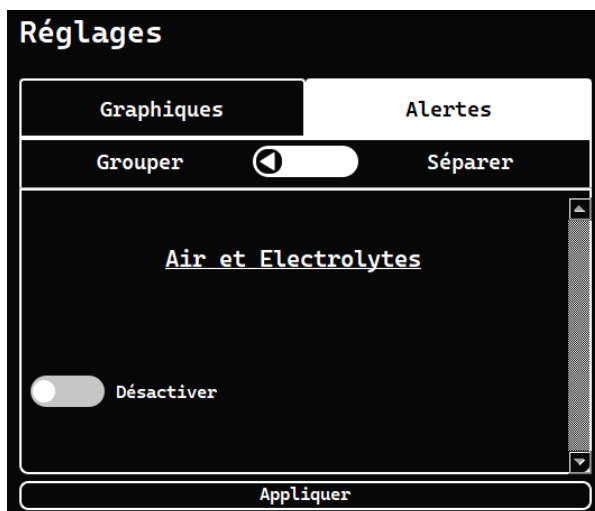 Réglages
Graphiques Alertes
Grouper Séparer
Air et Electrolytes
Désactiver
Appliquer